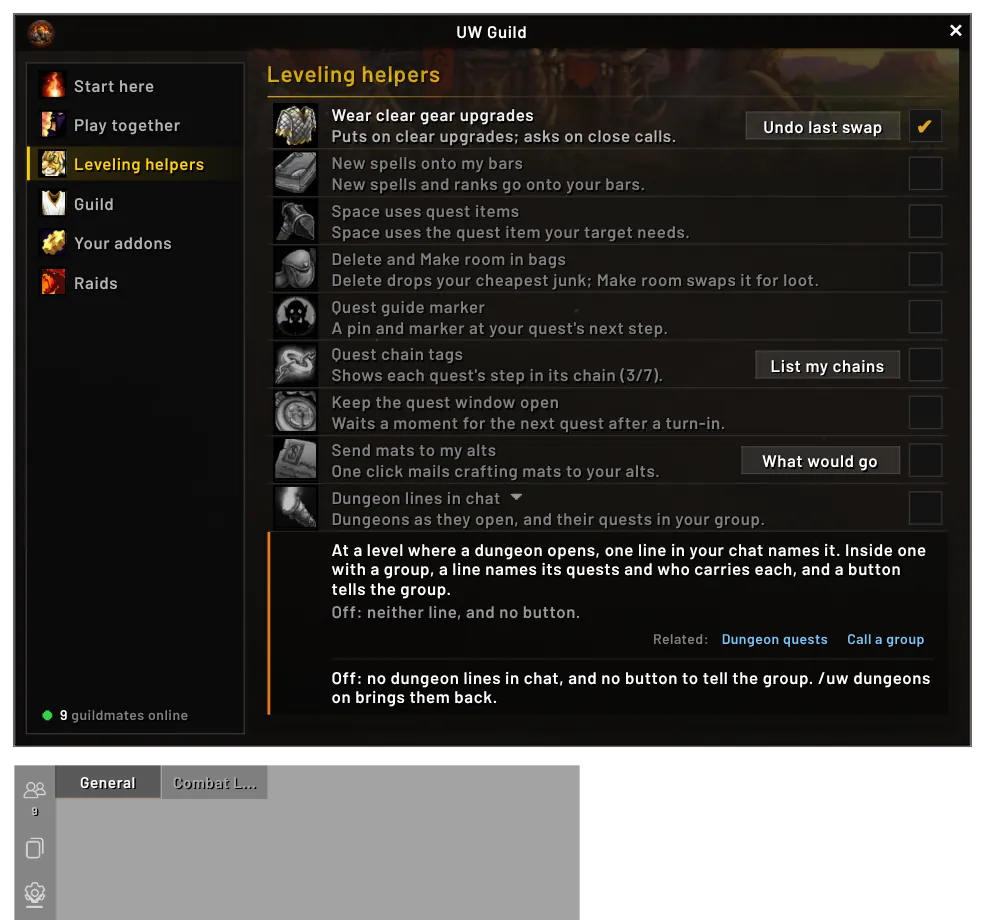 UW Guild
Start here
Play together
Leveling helpers
Guild
Your addons
Raids
9 guildmates online
Leveling helpers
Wear clear gear upgrades
Puts on clear upgrades; asks on close calls.
Undo last swap
New spells onto my bars
New spells and ranks go onto your bars.
Space uses quest items
Space uses the quest item your target needs.
Delete and Make room in bags
Delete drops your cheapest junk; Make room swaps it for loot.
Quest guide marker
A pin and marker at your quest's next step.
Quest chain tags
Shows each quest's step in its chain (3/7).
List my chains
Keep the quest window open
Waits a moment for the next quest after a turn-in.
Send mats to my alts
One click mails crafting mats to your alts.
What would go
Dungeon lines in chat
Dungeons as they open, and their quests in your group.
At a level where a dungeon opens, one line in your chat names it. Inside one
with a group, a line names its quests and who carries each, and a button
tells the group.
Off: neither line, and no button.
Related: Dungeon quests Call a group
Off: no dungeon lines in chat, and no button to tell the group. /uw dungeons
on brings them back.
General
Combat L...
9